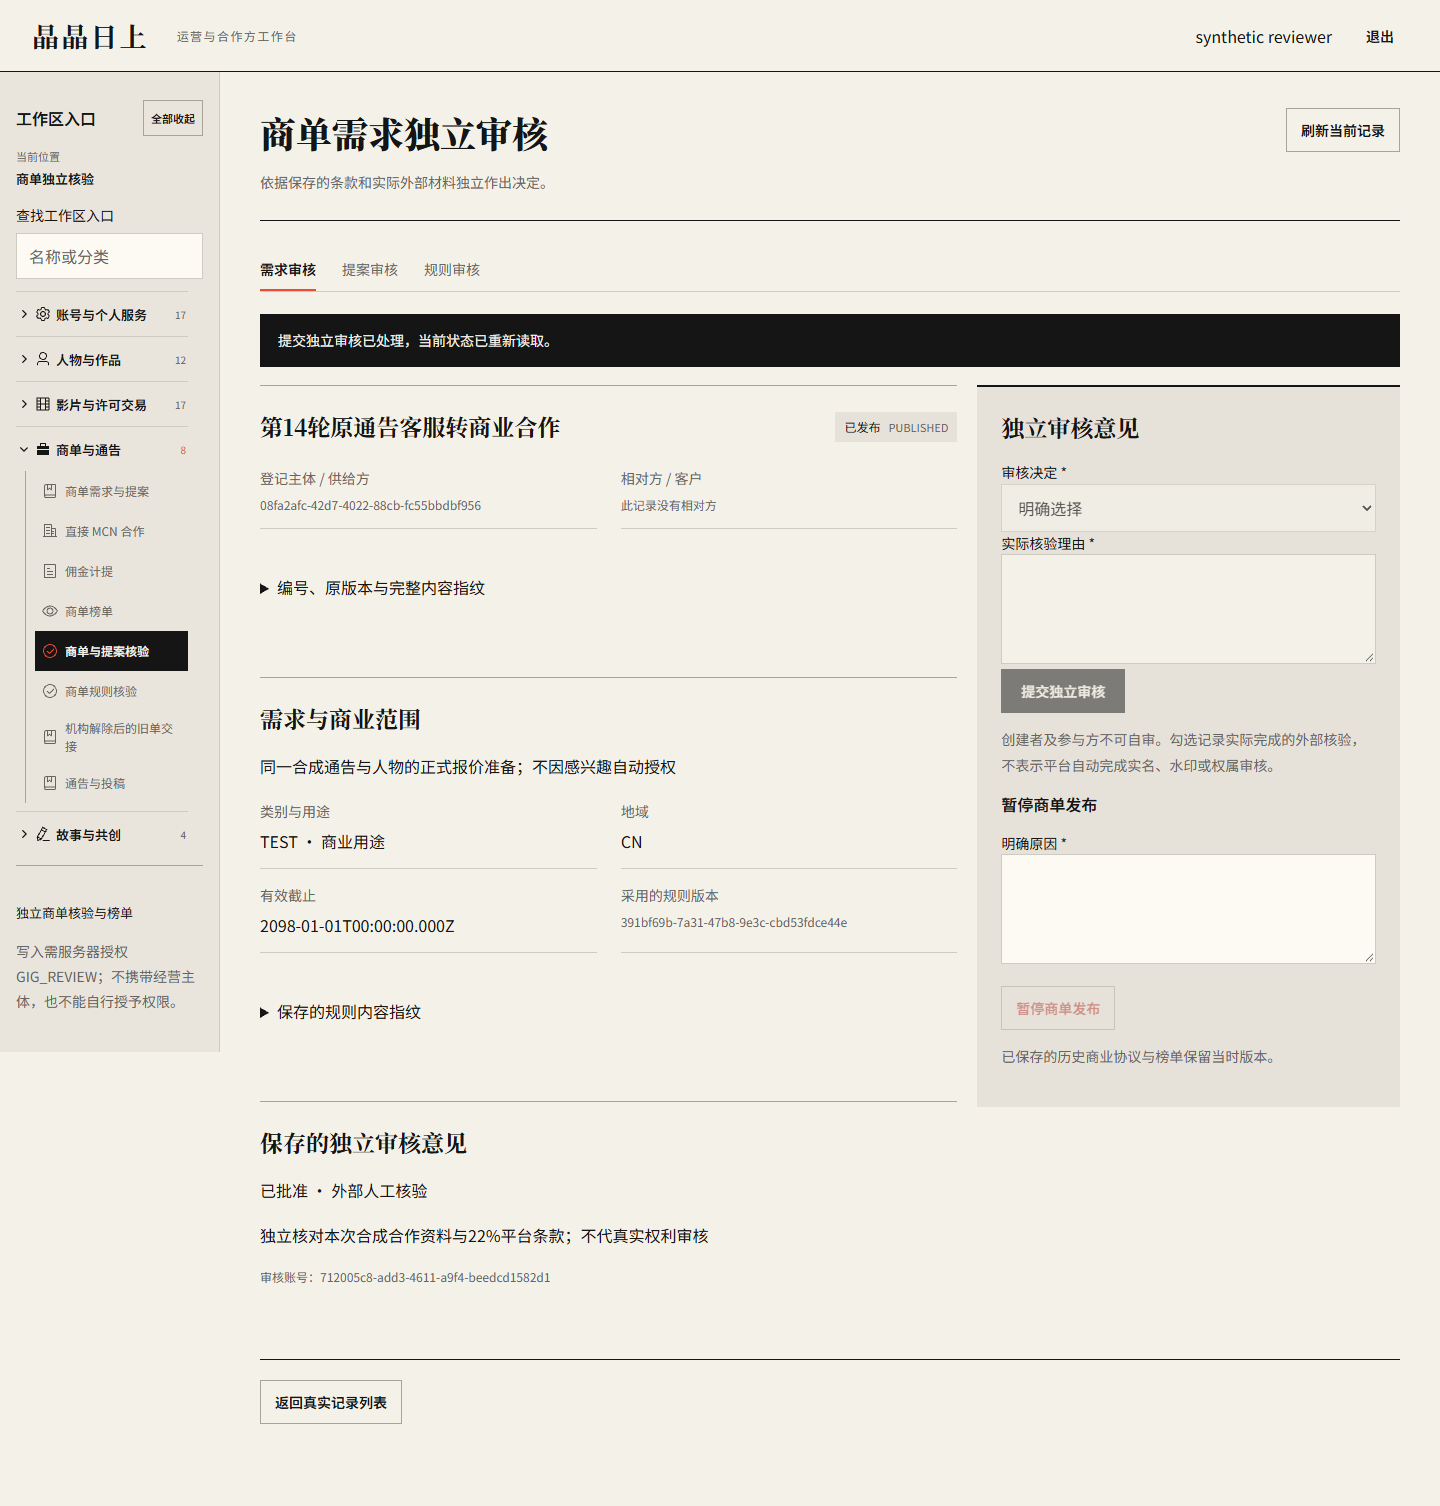 晶晶日上
运营与合作方工作台
synthetic reviewer
退出
工作区入口
全部收起
当前位置
商单独立核验
查找工作区入口
名称或分类
账号与个人服务 17
人物与作品 12
影片与许可交易 17
商单与通告 8
商单需求与提案
直接 MCN 合作
佣金计提
商单榜单
商单与提案核验
商单规则核验
机构解除后的旧单交
接
通告与投稿
故事与共创 4
独立商单核验与榜单
写入需服务器授权
GIG_REVIEW；不携带经营主
体，也不能自行授予权限。
商单需求独立审核
刷新当前记录
依据保存的条款和实际外部材料独立作出决定。
需求审核 提案审核 规则审核
提交独立审核已处理，当前状态已重新读取。
第14轮原通告客服转商业合作
已发布 PUBLISHED
登记主体 / 供给方
08fa2afc-42d7-4022-88cb-fc55bbdbf956
相对方 / 客户
此记录没有相对方
编号、原版本与完整内容指纹
需求与商业范围
同一合成通告与人物的正式报价准备；不因感兴趣自动授权
类别与用途
TEST · 商业用途
地域
CN
有效截止
2098-01-01T00:00:00.000Z
采用的规则版本
391bf69b-7a31-47b8-9e3c-cbd53fdce44e
保存的规则内容指纹
保存的独立审核意见
已批准 · 外部人工核验
独立核对本次合成合作资料与22%平台条款；不代真实权利审核
审核账号：712005c8-add3-4611-a9f4-beedcd1582d1
返回真实记录列表
独立审核意见
审核决定 *
明确选择
实际核验理由 *
提交独立审核
创建者及参与方不可自审。勾选记录实际完成的外部核验，
不表示平台自动完成实名、水印或权属审核。
暂停商单发布
明确原因 *
暂停商单发布
已保存的历史商业协议与榜单保留当时版本。